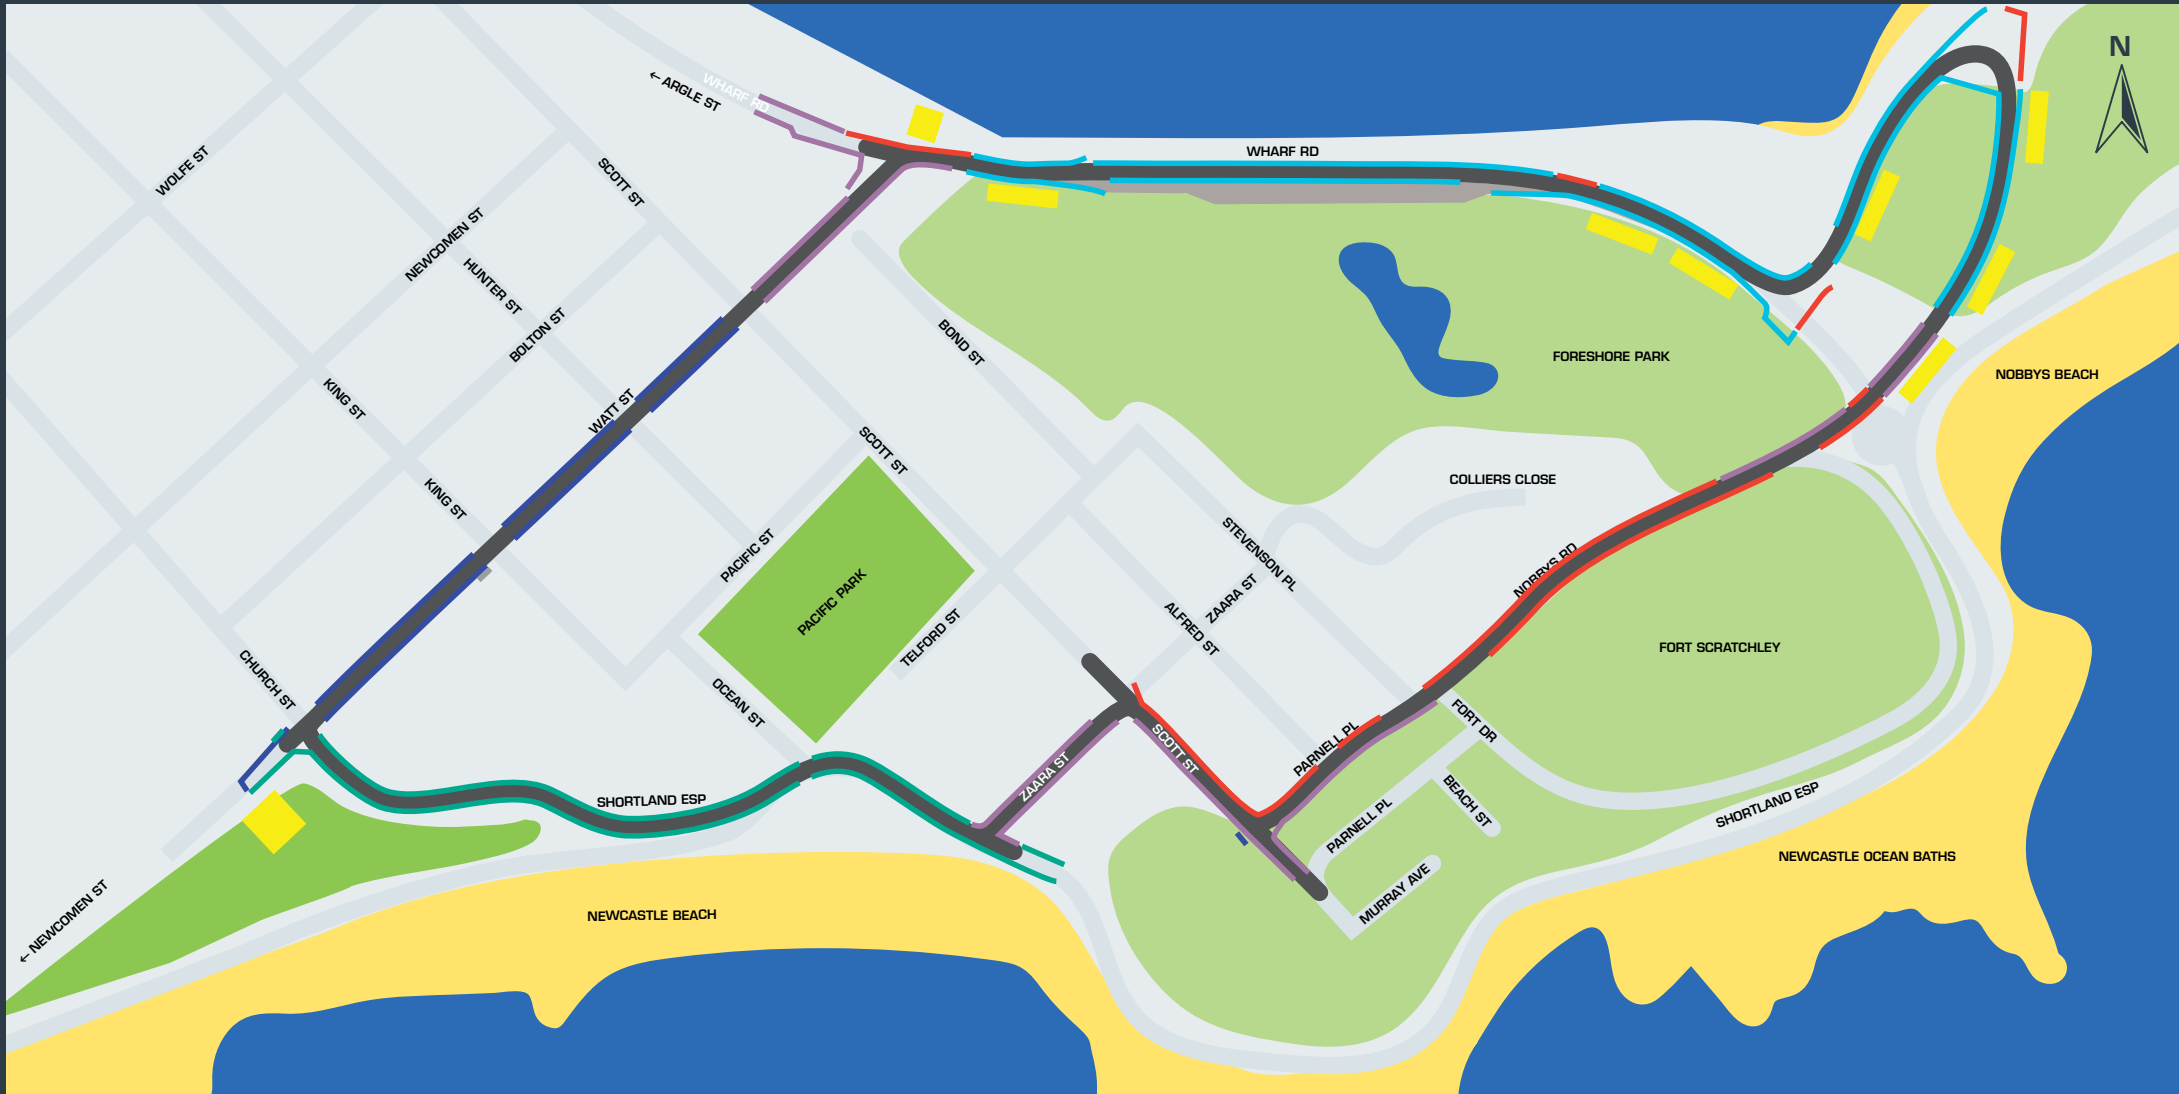 N
WHARF RD
← ARGLE ST
WHARF RD
WOLFE ST
SCOTT ST
NEWCOMEN ST
HUNTER ST
BOLTON ST
BOND ST
FORESHORE PARK
NOBBYS BEACH
KING ST
WATT ST
SCOTT ST
COLLIERS CLOSE
KING ST
PACIFIC ST
STEVENSON PL
NOBBYS RD
PACIFIC PARK
ZAARA ST
ALFRED ST
TELFORD ST
FORT SCRATCHLEY
CHURCH ST
OCEAN ST
FORT DR
SCOTT ST
PARNELL PL
ZAARA ST
SHORTLAND ESP
BEACH ST
SHORTLAND ESP
PARNELL PL
NEWCASTLE OCEAN BATHS
MURRAY AVE
NEWCASTLE BEACH
← NEWCOMEN ST